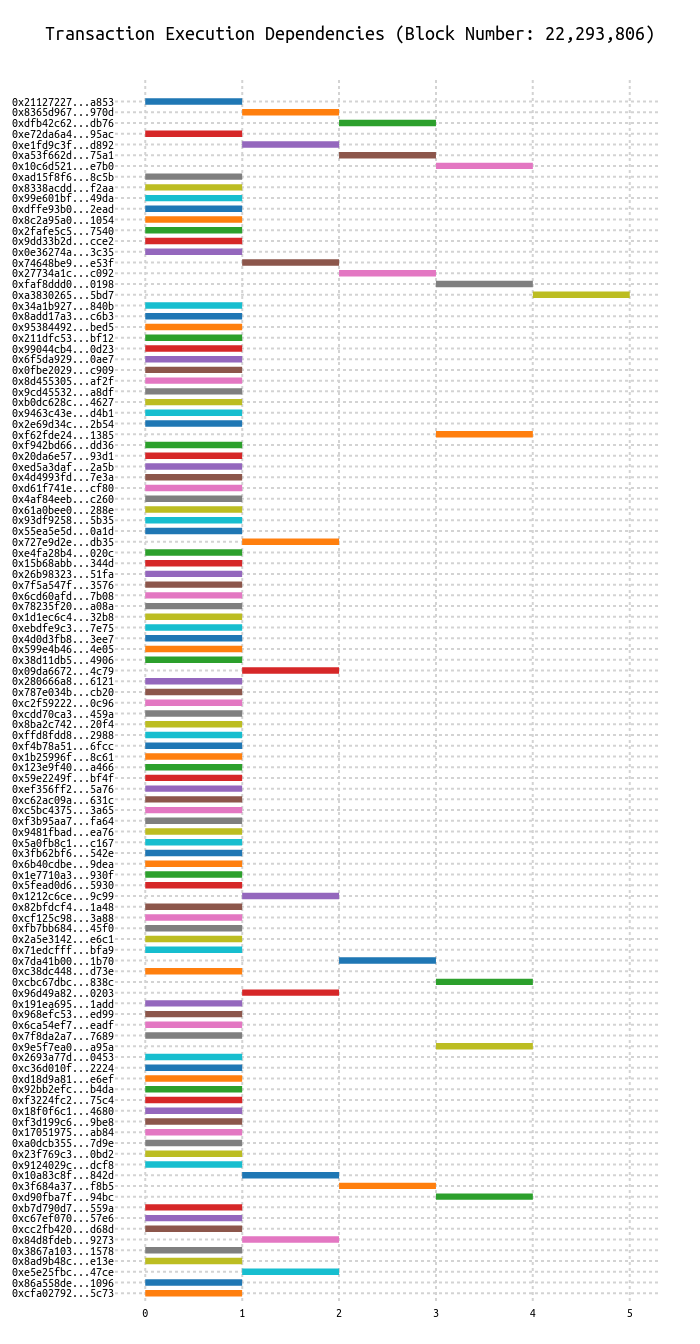 Transaction Execution Dependencies (Block Number: 22,293,806)
0x21127227...a853
0x8365d967...970d
0xdfb42c62...db76
0xe72da6a4...95ac
0xe1fd9c3f...d892
0xa53f662d...75a1
0x10c6d521...e7b0
0xad15f8f6...8c5b
0x8338acdd...f2aa
0x99e601bf...49da
0xdffe93b0...2ead
0x8c2a95a0...1054
0x2fafe5c5...7540
0x9dd33b2d...cce2
0x0e36274a...3c35
0x74648be9...e53f
0x27734a1c...c092
0xfaf8ddd0...0198
0xa3830265...5bd7
0x34a1b927...840b
0x8add17a3...c6b3
0x95384492...bed5
0x211dfc53...bf12
0x99044cb4...0d23
0x6f5da929...0ae7
0x0fbe2029...c909
0x8d455305...af2f
0x9cd45532...a8df
0xb0dc628c...4627
0x9463c43e...d4b1
0x2e69d34c...2b54
0xf62fde24...1385
0xf942bd66...dd36
0x20da6e57...93d1
0xed5a3daf...2a5b
0x4d4993fd...7e3a
0xd61f741e...cf80
0x4af84eeb...c260
0x61a0bee0...288e
0x93df9258...5b35
0x55ea5e5d...0a1d
0x727e9d2e...db35
0xe4fa28b4...020c
0x15b68abb...344d
0x26b98323...51fa
0x7f5a547f...3576
0x6cd60afd...7b08
0x78235f20...a08a
0x1d1ec6c4...32b8
0xebdfe9c3...7e75
0x4d0d3fb8...3ee7
0x599e4b46...4e05
0x38d11db5...4906
0x09da6672...4c79
0x280666a8...6121
0x787e034b...cb20
0xc2f59222...0c96
0xcdd70ca3...459a
0x8ba2c742...20f4
0xffd8fdd8...2988
0xf4b78a51...6fcc
0x1b25996f...8c61
0x123e9f40...a466
0x59e2249f...bf4f
0xef356ff2...5a76
0xc62ac09a...631c
0xc5bc4375...3a65
0xf3b95aa7...fa64
0x9481fbad...ea76
0x5a0fb8c1...c167
0x3fb62bf6...542e
0x6b40cdbe...9dea
0x1e7710a3...930f
0x5fead0d6...5930
0x1212c6ce...9c99
0x82bfdcf4...1a48
0xcf125c98...3a88
0xfb7bb684...45f0
0x2a5e3142...e6c1
0x71edcfff...bfa9
0x7da41b00...1b70
0xc38dc448...d73e
0xcbc67dbc...838c
0x96d49a82...0203
0x191ea695...1add
0x968efc53...ed99
0x6ca54ef7...eadf
0x7f8da2a7...7689
0x9e5f7ea0...a95a
0x2693a77d...0453
0xc36d010f...2224
0xd18d9a81...e6ef
0x92bb2efc...b4da
0xf3224fc2...75c4
0x18f0f6c1...4680
0xf3d199c6...9be8
0x17051975...ab84
0xa0dcb355...7d9e
0x23f769c3...0bd2
0x9124029c...dcf8
0x10a83c8f...842d
0x3f684a37...f8b5
0xd90fba7f...94bc
0xb7d790d7...559a
0xc67ef070...57e6
0xcc2fb420...d68d
0x84d8fdeb...9273
0x3867a103...1578
0x8ad9b48c...e13e
0xe5e25fbc...47ce
0x86a558de...1096
0xcfa02792...5c73
0 1 2 3 4 5